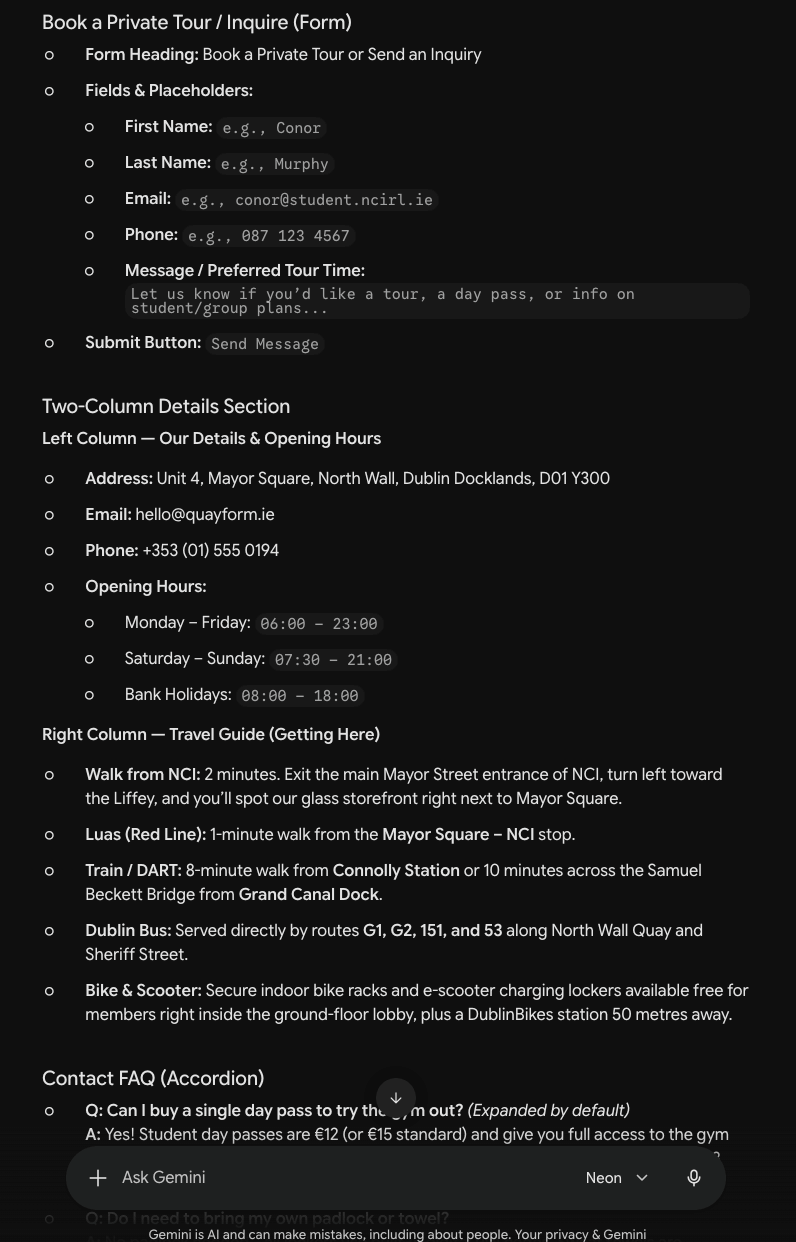 Book a Private Tour / Inquire (Form)
Form Heading: Book a Private Tour or Send an Inquiry
Fields & Placeholders:
First Name: e.g., Conor
Last Name: e.g., Murphy
Email: e.g., conor@student.ncirl.ie
Phone: e.g., 087 123 4567
Message / Preferred Tour Time:
Let us know if you’d like a tour, a day pass, or info on
student/group plans...
Submit Button: Send Message
Two-Column Details Section
Left Column — Our Details & Opening Hours
Address: Unit 4, Mayor Square, North Wall, Dublin Docklands, D01 Y300
Email: hello@quayform.ie
Phone: +353 (01) 555 0194
Opening Hours:
Monday – Friday: 06:00 – 23:00
Saturday – Sunday: 07:30 – 21:00
Bank Holidays: 08:00 – 18:00
Right Column — Travel Guide (Getting Here)
Walk from NCI: 2 minutes. Exit the main Mayor Street entrance of NCI, turn left toward
the Liffey, and you’ll spot our glass storefront right next to Mayor Square.
Luas (Red Line): 1-minute walk from the Mayor Square – NCI stop.
Train / DART: 8-minute walk from Connolly Station or 10 minutes across the Samuel
Beckett Bridge from Grand Canal Dock.
Dublin Bus: Served directly by routes G1, G2, 151, and 53 along North Wall Quay and
Sheriff Street.
Bike & Scooter: Secure indoor bike racks and e-scooter charging lockers available free for
members right inside the ground-floor lobby, plus a DublinBikes station 50 metres away.
Contact FAQ (Accordion)
Q: Can I buy a single day pass to try the gym out? (Expanded by default)
A: Yes! Student day passes are €12 (or €15 standard) and give you full access to the gym
Ask Gemini
Neon
Q: Do I need to bring my own padlock or towel?
Gemini is AI and can make mistakes, including about people. Your privacy & Gemini